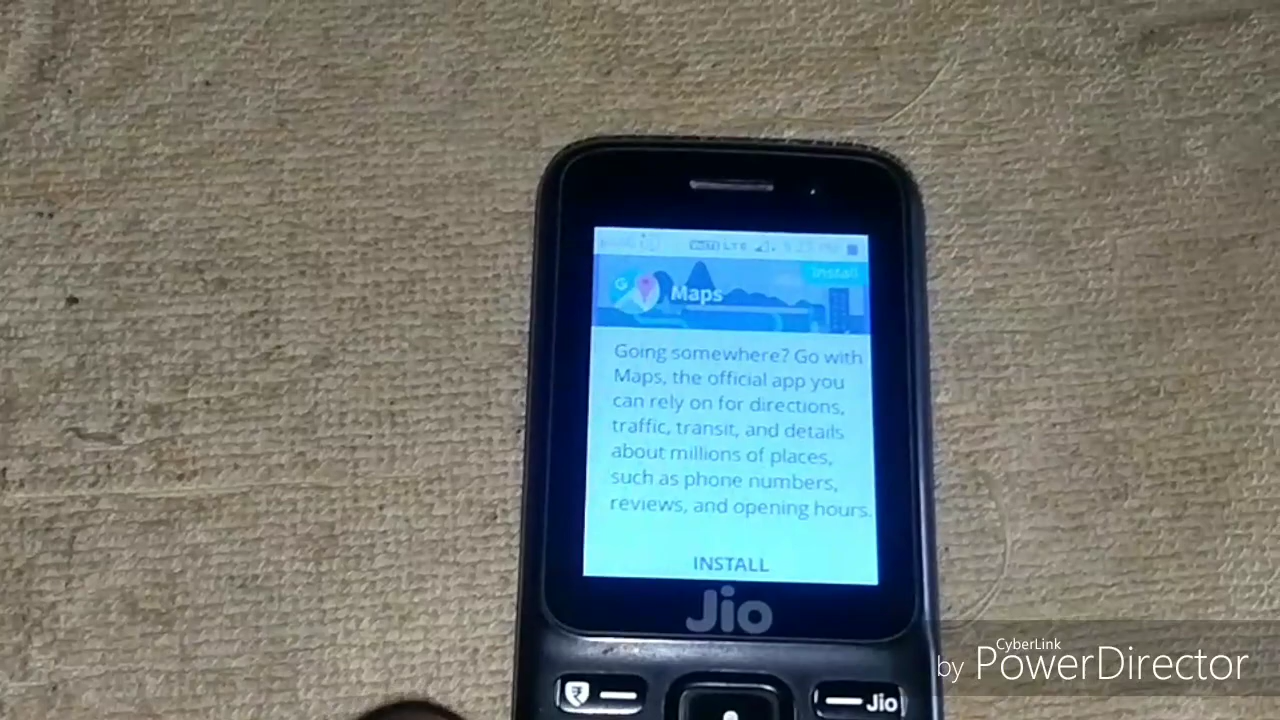 VoLTE LTE
Install
Maps
Going somewhere? Go with
Maps, the official app you
can rely on for directions,
traffic, transit, and details
about millions of places,
such as phone numbers,
reviews, and opening hours.
INSTALL
Jio
₹
Jio
CyberLink
by PowerDirector